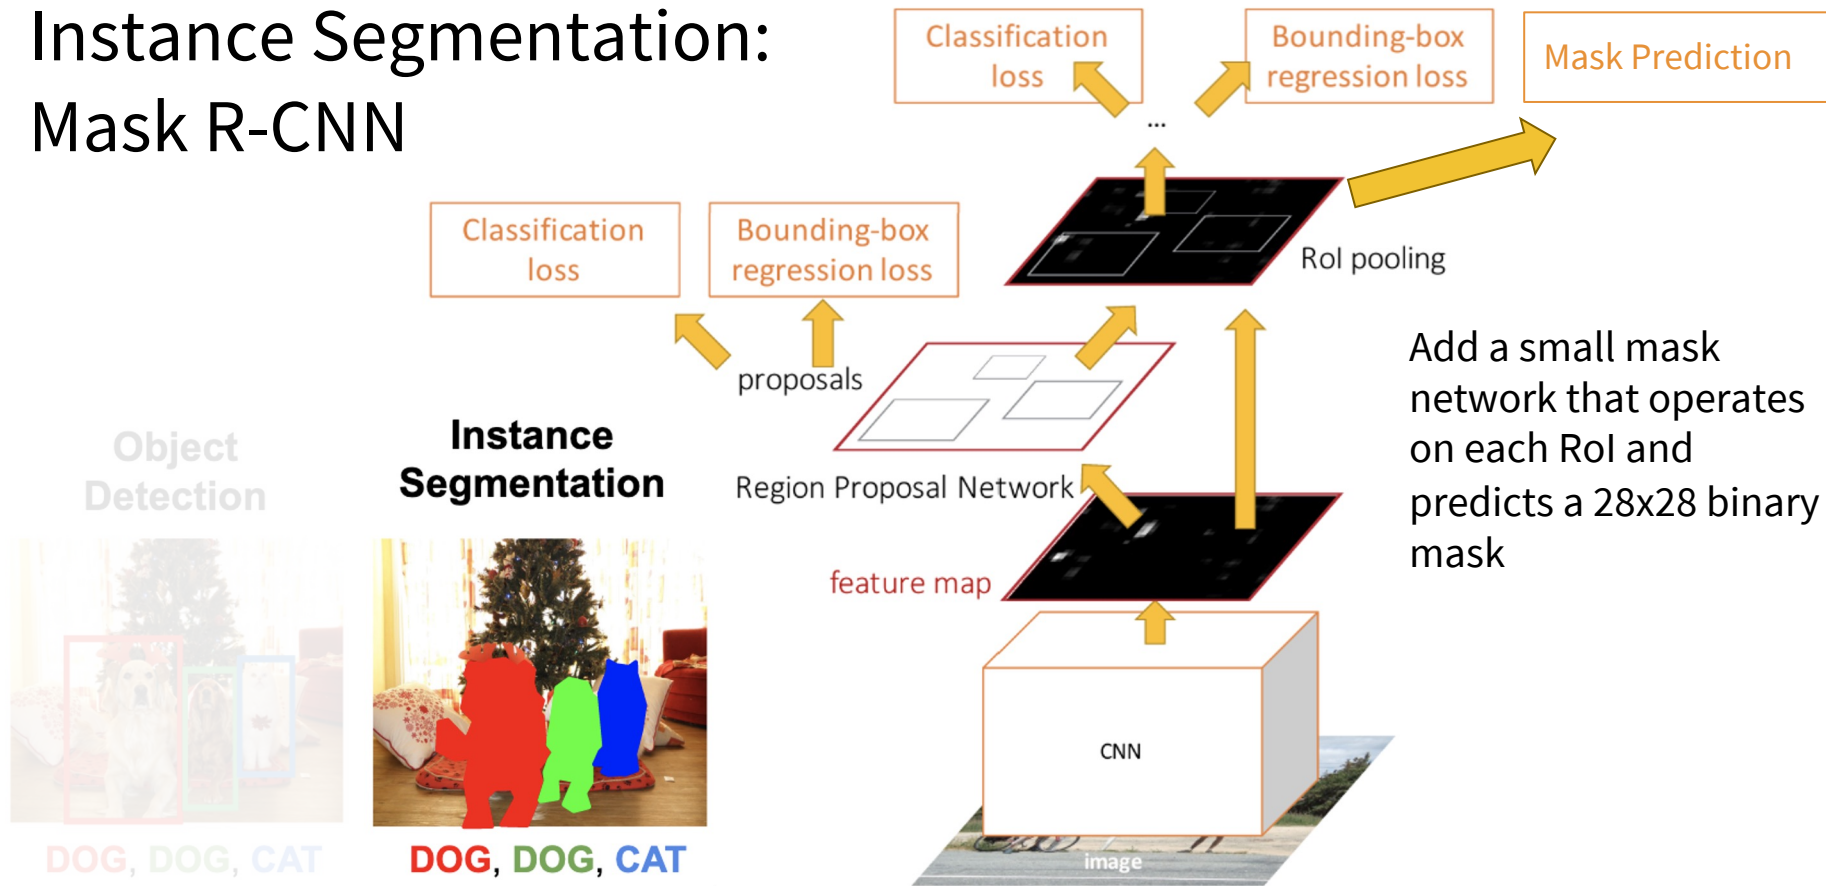 Instance Segmentation:
Mask R-CNN
Classification
loss
Bounding-box
regression loss
Mask Prediction
...
Classification
loss
Bounding-box
regression loss
RoI pooling
proposals
Add a small mask
network that operates
on each RoI and
predicts a 28x28 binary
mask
Object
Detection
Instance
Segmentation
Region Proposal Network
feature map
CNN
image
DOG, DOG, CAT
DOG, DOG, CAT